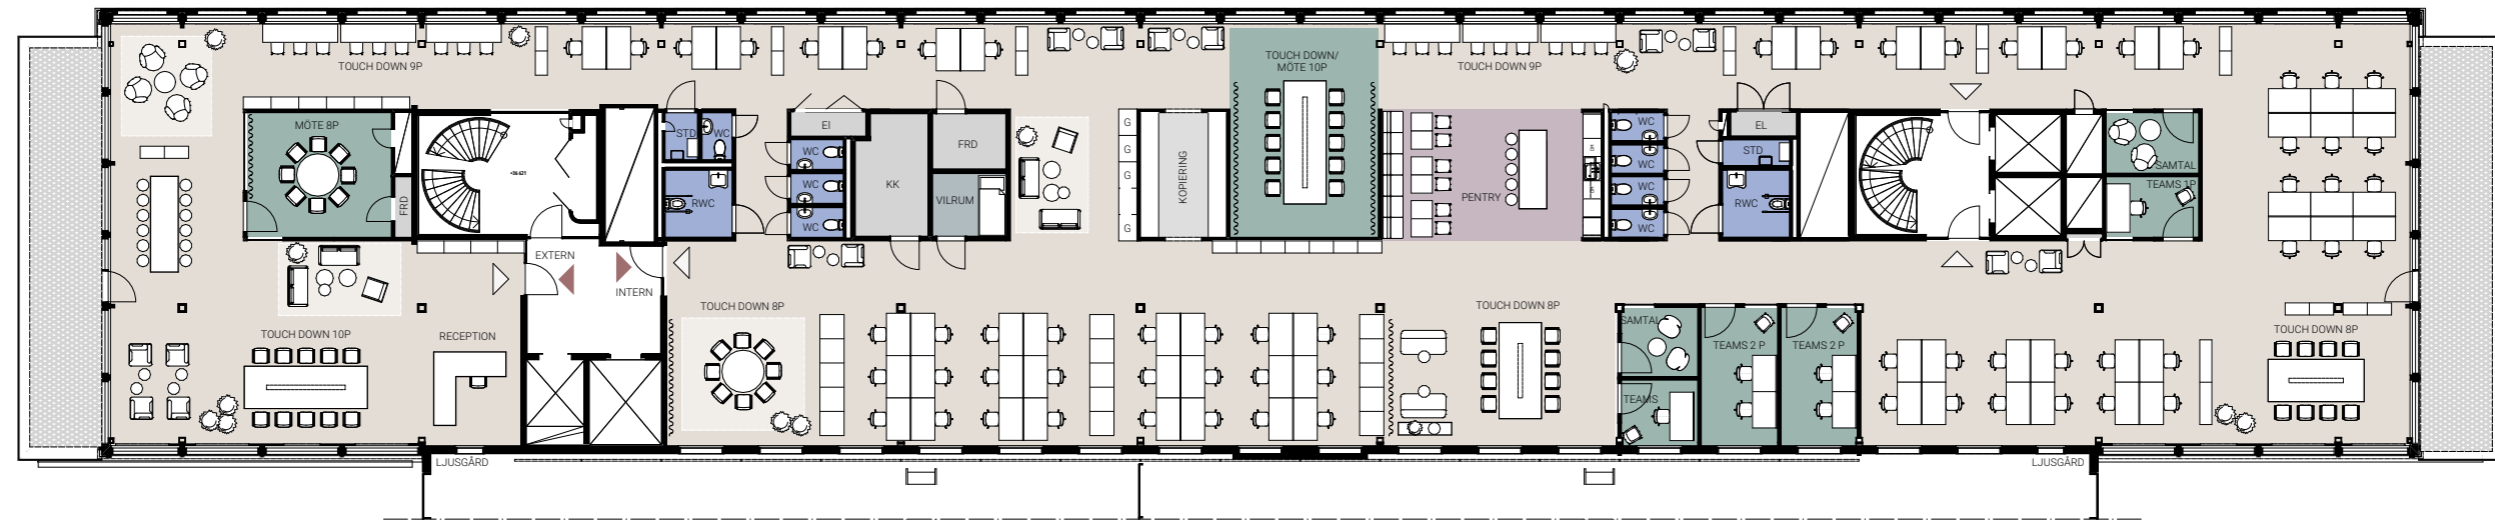 TOUCH DOWN 9P
TOUCH DOWN/
MÖTE 10P
TOUCH DOWN 9P
MÖTE 8P
STD
WC
EI
G
WC
EL
FRD
G
KOPIERING
WC
STD
SAMTAL
WC
KK
G
WC
FRD
RWC
WC
VILRUM
PENTRY
WC
RWC
TEAMS 1P
WC
G
WC
EXTERN
INTERN
TOUCH DOWN 10P
RECEPTION
TOUCH DOWN 8P
TOUCH DOWN 8P
SAMTAL
TEAMS 2 P
TEAMS 2 P
TOUCH DOWN 8P
TEAMS
LJUSGÅRD
LJUSGÅRD